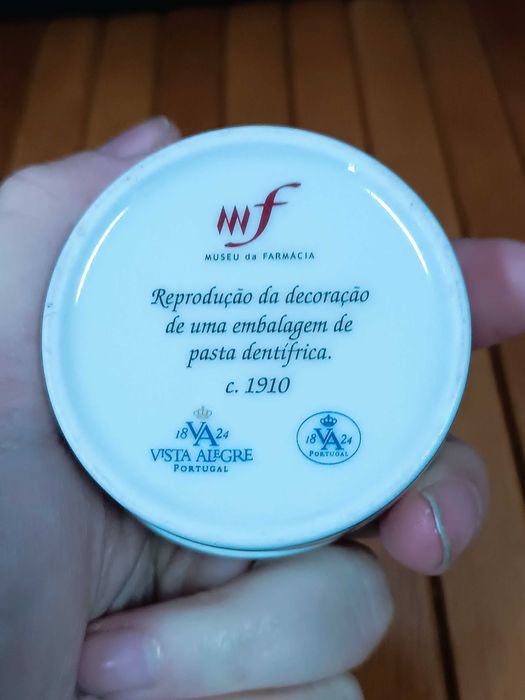 mf
MUSEU da FARMÁCIA
Reprodução da decoração
de uma embalagem de
pasta dentífrica.
c. 1910
18 VA 24
VISTA ALEGRE
PORTUGAL
18 VA 24
PORTUGAL